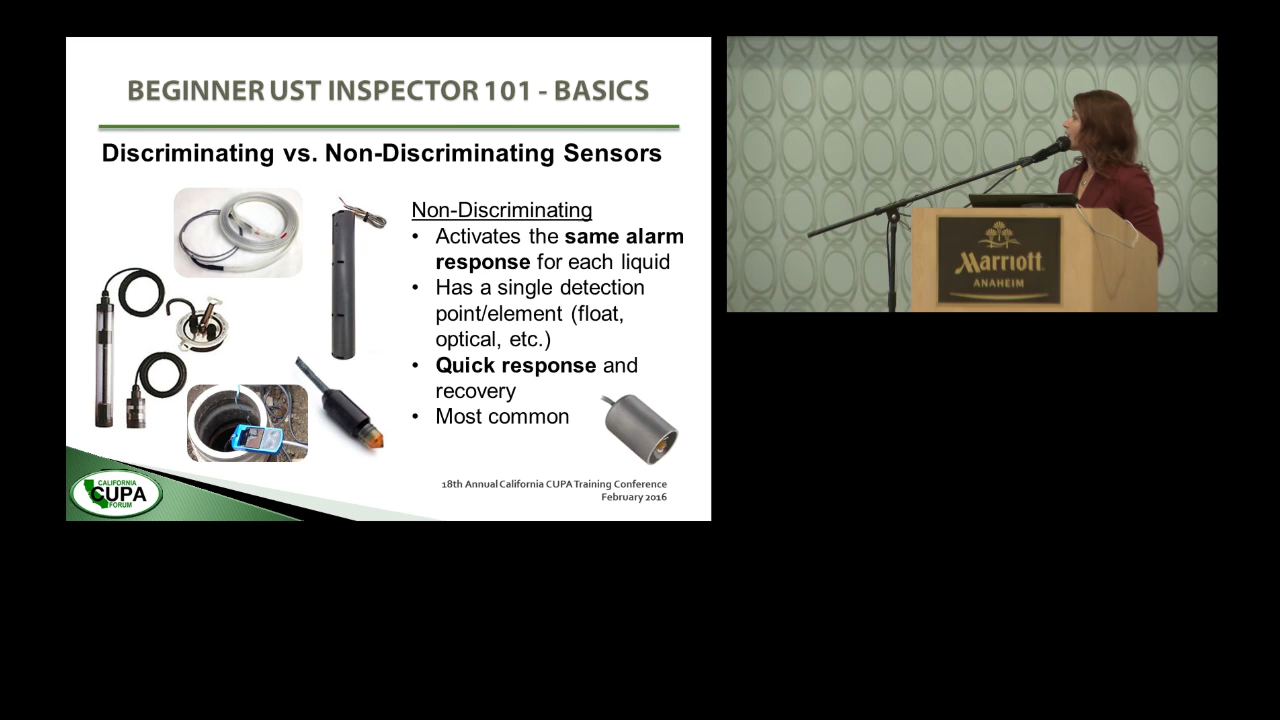 BEGINNER UST INSPECTOR 101 - BASICS
Discriminating vs. Non-Discriminating Sensors
Non-Discriminating
• Activates the same alarm
response for each liquid
• Has a single detection
point/element (float,
optical, etc.)
• Quick response and
recovery
• Most common
18th Annual California CUPA Training Conference
February 2016
CALIFORNIA
CUPA
FORUM
Marriott
ANAHEIM